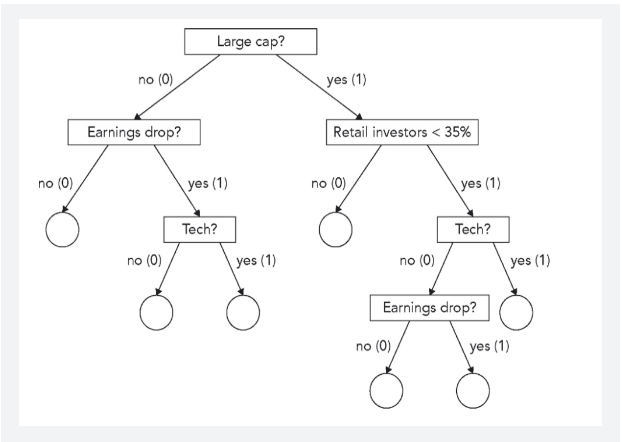 Large cap?
no (0)
yes (1)
Earnings drop?
Retail investors < 35%
no (0)
yes (1)
no (0)
yes (1)
Tech?
Tech?
no (0)
yes (1)
no (0)
yes (1)
Earnings drop?
no (0)
yes (1)